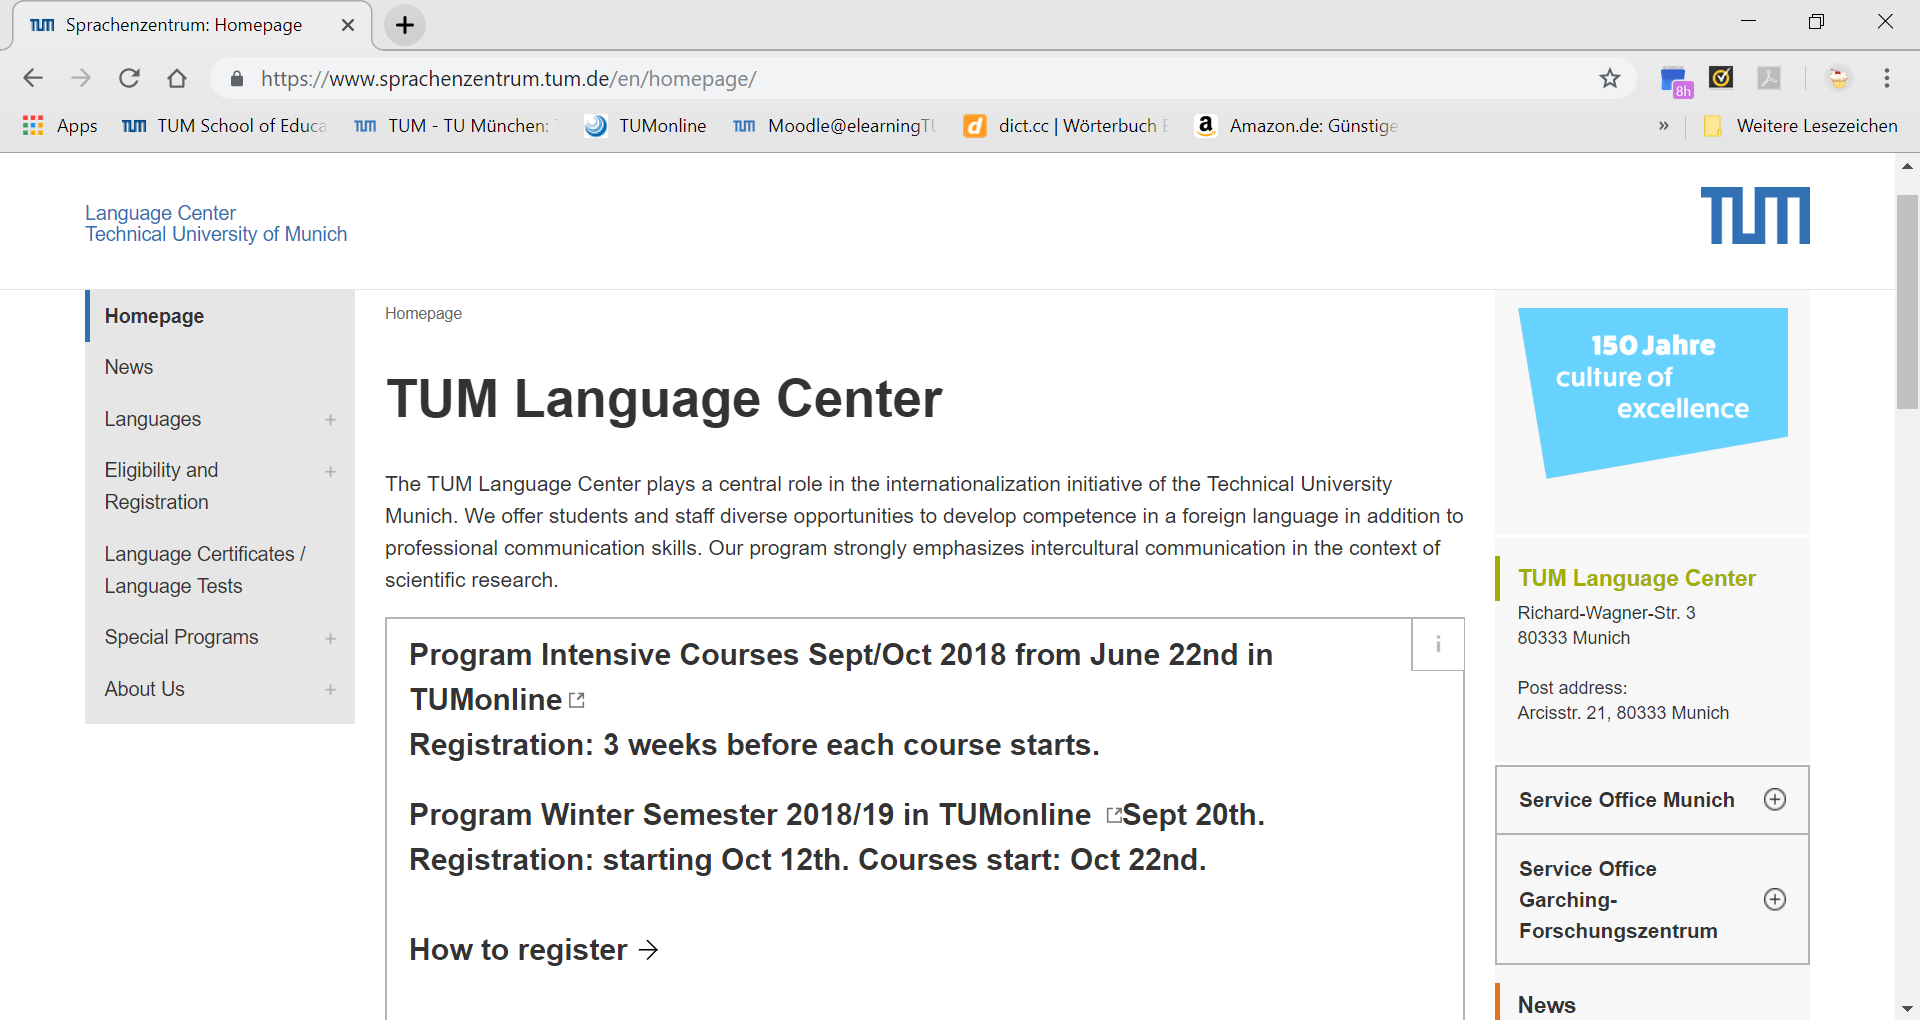 TUM Sprachenzentrum: Homepage
https://www.sprachenzentrum.tum.de/en/homepage/
8h
Apps TUM TUM School of Educa TUM TUM - TU München: TUMonline TUM Moodle@elearningTU d dict.cc | Wörterbuch E a Amazon.de: Günstige » Weitere Lesezeichen
Language Center
Technical University of Munich
TUM
Homepage
News
Languages +
Eligibility and +
Registration
Language Certificates /
Language Tests
Special Programs +
About Us +
Homepage
TUM Language Center
The TUM Language Center plays a central role in the internationalization initiative of the Technical University
Munich. We offer students and staff diverse opportunities to develop competence in a foreign language in addition to
professional communication skills. Our program strongly emphasizes intercultural communication in the context of
scientific research.
i
Program Intensive Courses Sept/Oct 2018 from June 22nd in
TUMonline
Registration: 3 weeks before each course starts.
Program Winter Semester 2018/19 in TUMonline Sept 20th.
Registration: starting Oct 12th. Courses start: Oct 22nd.
How to register →
150 Jahre
culture of
excellence
TUM Language Center
Richard-Wagner-Str. 3
80333 Munich
Post address:
Arcisstr. 21, 80333 Munich
Service Office Munich
Service Office
Garching-
Forschungszentrum
News